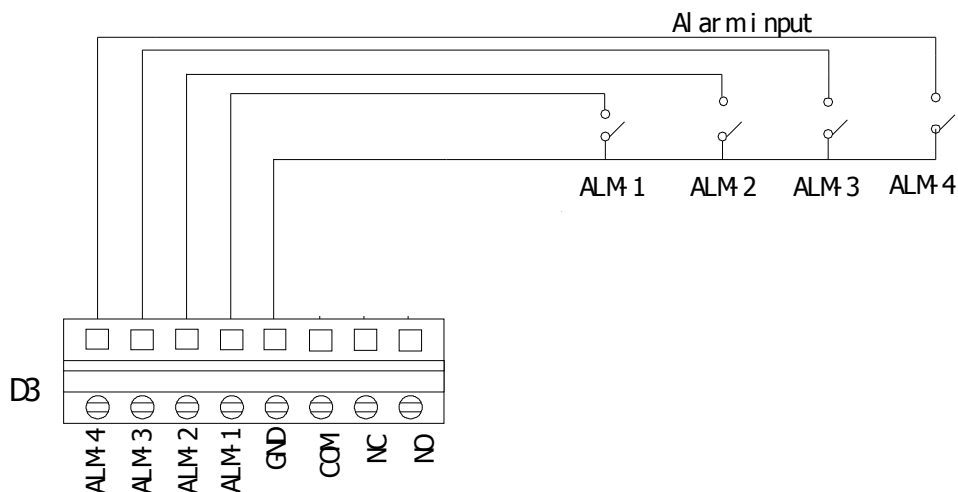 Alarm input
ALM-1 ALM-2 ALM-3 ALM-4
D3
ALM-4 ALM-3 ALM-2 ALM-1 GND COM NC NO